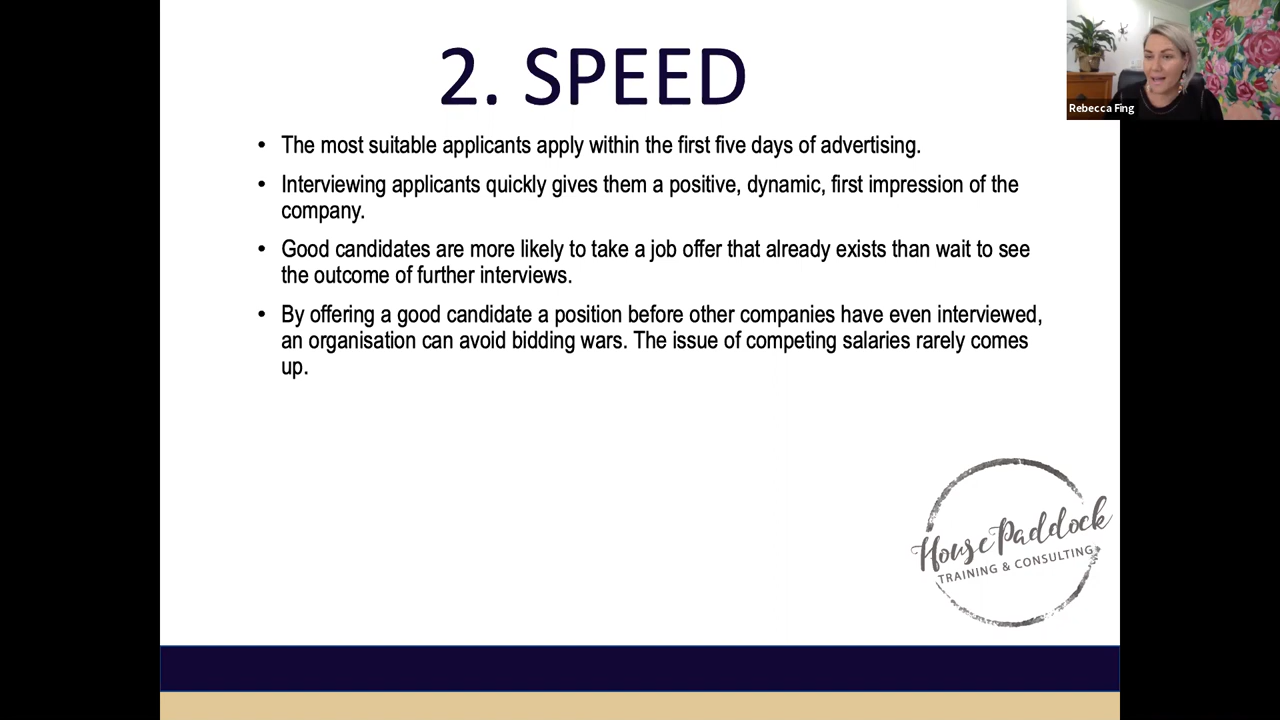 2. SPEED
Rebecca Fing
• The most suitable applicants apply within the first five days of advertising.
• Interviewing applicants quickly gives them a positive, dynamic, first impression of the
company.
• Good candidates are more likely to take a job offer that already exists than wait to see
the outcome of further interviews.
• By offering a good candidate a position before other companies have even interviewed,
an organisation can avoid bidding wars. The issue of competing salaries rarely comes
up.
House Paddock
TRAINING & CONSULTING